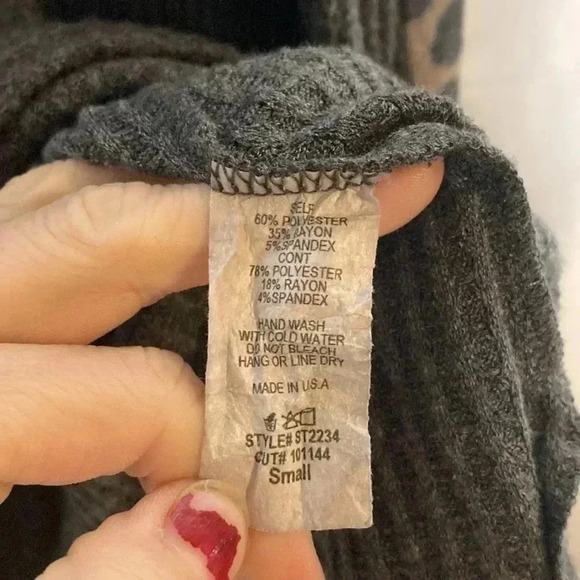 SELF
60% POLYESTER
35% RAYON
5%SPANDEX
CONT
78% POLYESTER
18% RAYON
4%SPANDEX
HAND WASH
WITH COLD WATER
DO NOT BLEACH
HANG OR LINE DRY
MADE IN U.S.A
STYLE# ST2234
CUT# 101144
Small